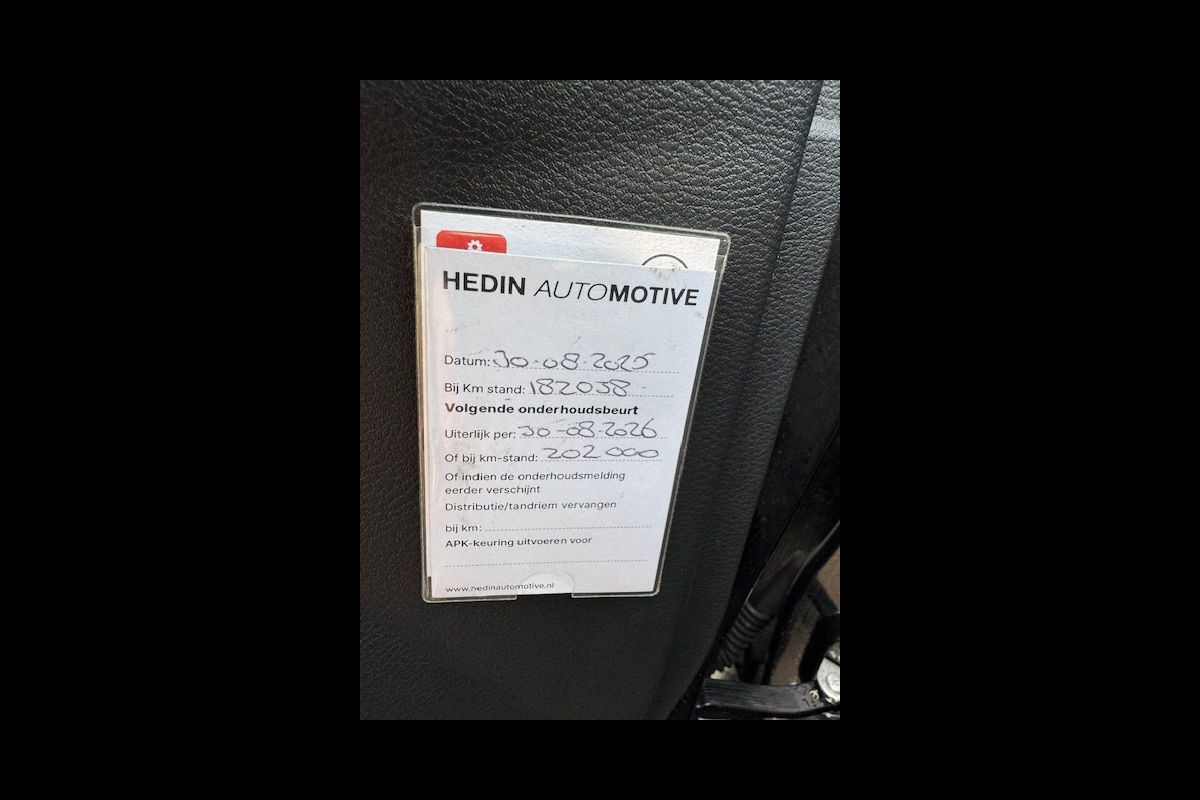 HEDIN AUTOMOTIVE
Datum: 30-08-2025
Bij Km stand: 182038
Volgende onderhoudsbeurt
Uiterlijk per: 30-08-2026
Of bij km-stand: 202000
Of indien de onderhoudsmelding
eerder verschijnt
Distributie/tandriem vervangen
bij km:
APK-keuring uitvoeren voor
www.hedinautomotive.nl